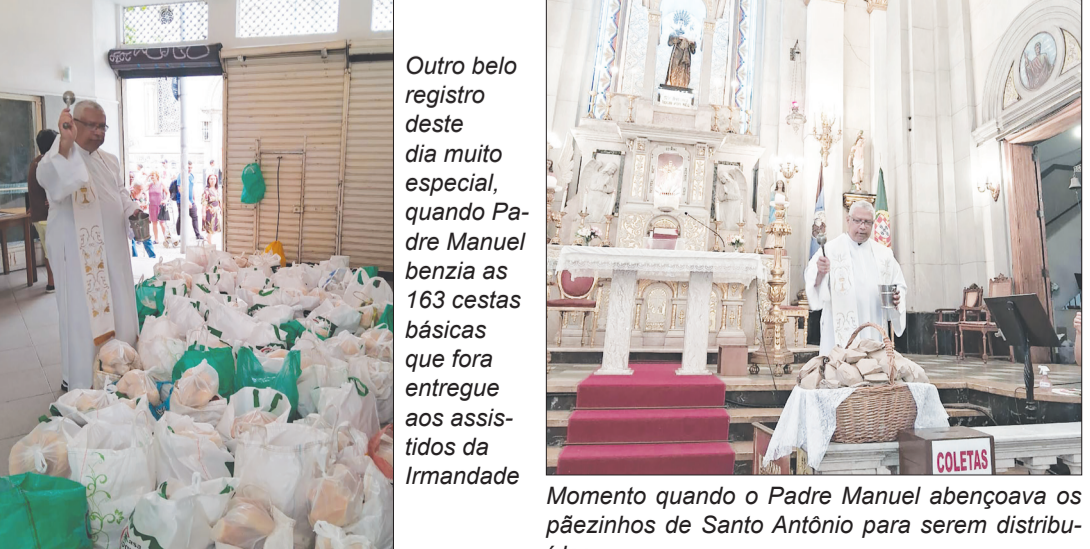 Outro belo
registro
deste
dia muito
especial,
quando Pa-
dre Manuel
benzia as
163 cestas
básicas
que fora
entregue
aos assis-
tidos da
Irmandade
COLETAS
Momento quando o Padre Manuel abençoava os
pãezinhos de Santo Antônio para serem distribu-